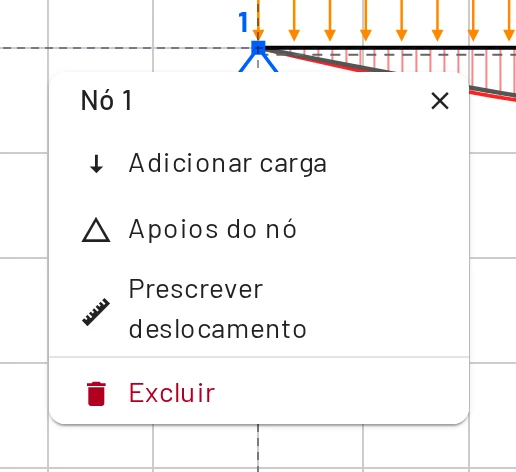 1
Nó 1
Adicionar carga
Apoios do nó
Prescrever
deslocamento
Excluir